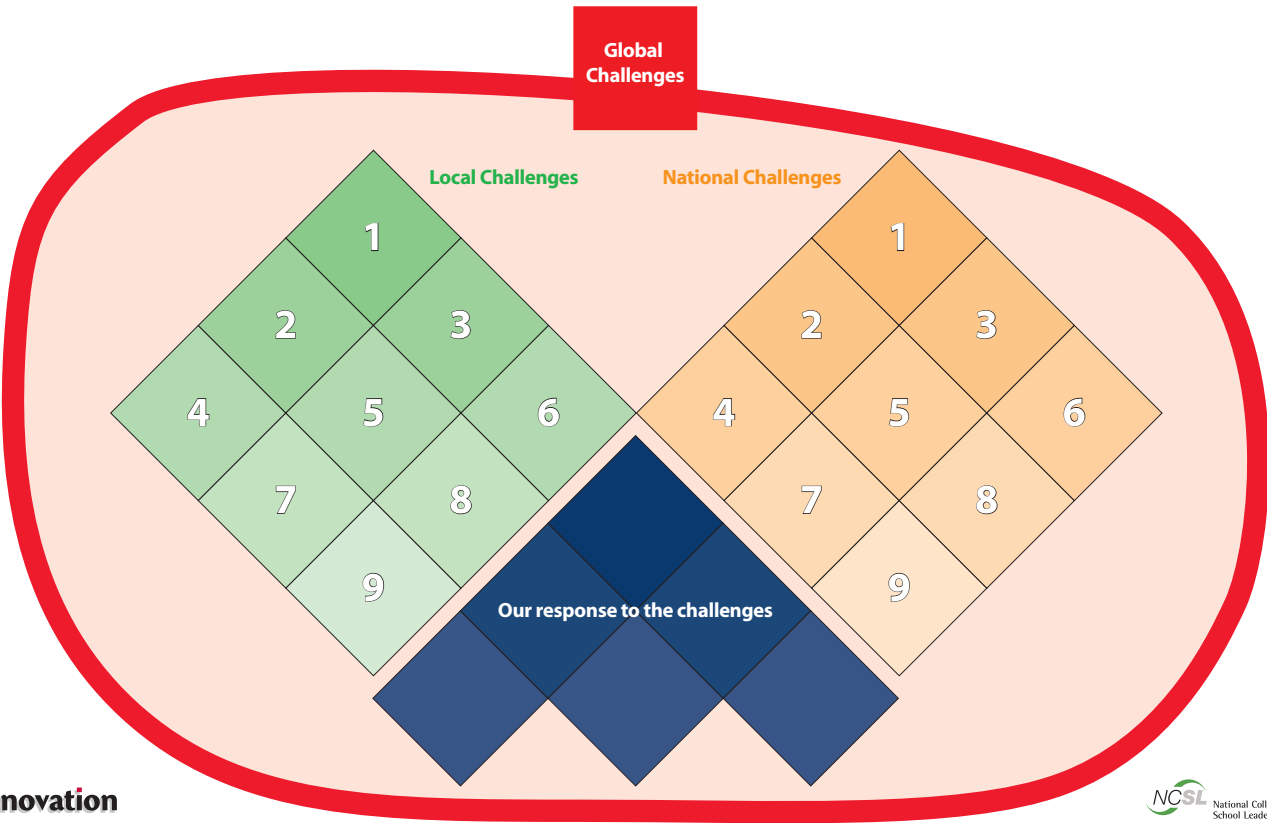 Global
Challenges
Local Challenges
National Challenges
1
1
2
3
2
3
4
5
6
4
5
6
7
8
7
8
9
9
Our response to the challenges
novation
NCSL
National Coll
School Leade